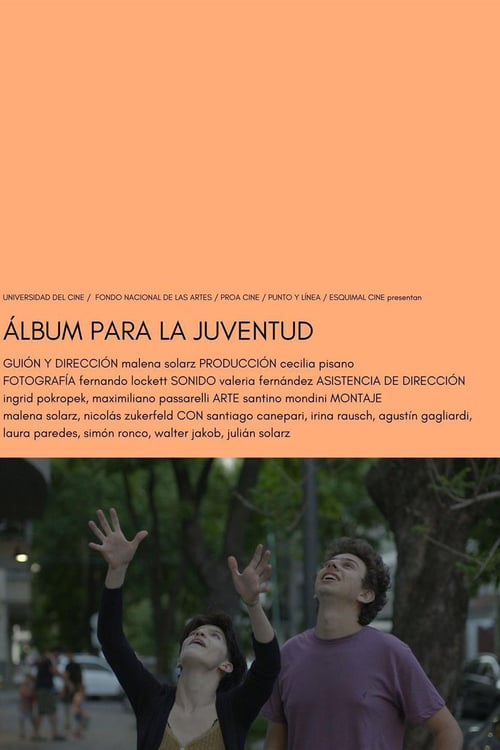 UNIVERSIDAD DEL CINE / FONDO NACIONAL DE LAS ARTES / PROA CINE / PUNTO Y LÍNEA / ESQUIMAL CINE presentan
ÁLBUM PARA LA JUVENTUD
GUIÓN Y DIRECCIÓN malena solarz PRODUCCIÓN cecilia pisano
FOTOGRAFÍA fernando lockett SONIDO valeria fernández ASISTENCIA DE DIRECCIÓN
ingrid pokropek, maximiliano passarelli ARTE santino mondini MONTAJE
malena solarz, nicolás zukerfeld CON santiago canepari, irina rausch, agustín gagliardi,
laura paredes, simón ronco, walter jakob, julián solarz